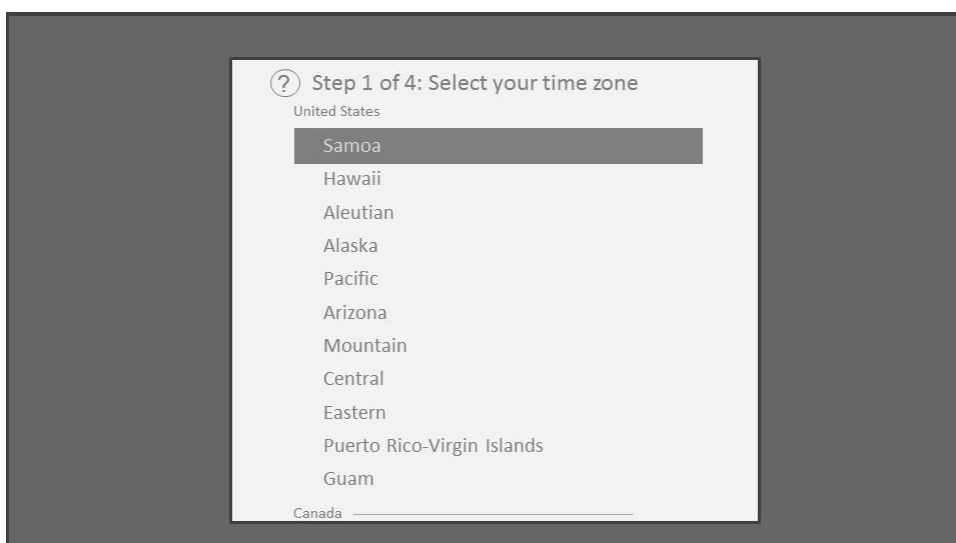 ? Step 1 of 4: Select your time zone
United States
Samoa
Hawaii
Aleutian
Alaska
Pacific
Arizona
Mountain
Central
Eastern
Puerto Rico-Virgin Islands
Guam
Canada